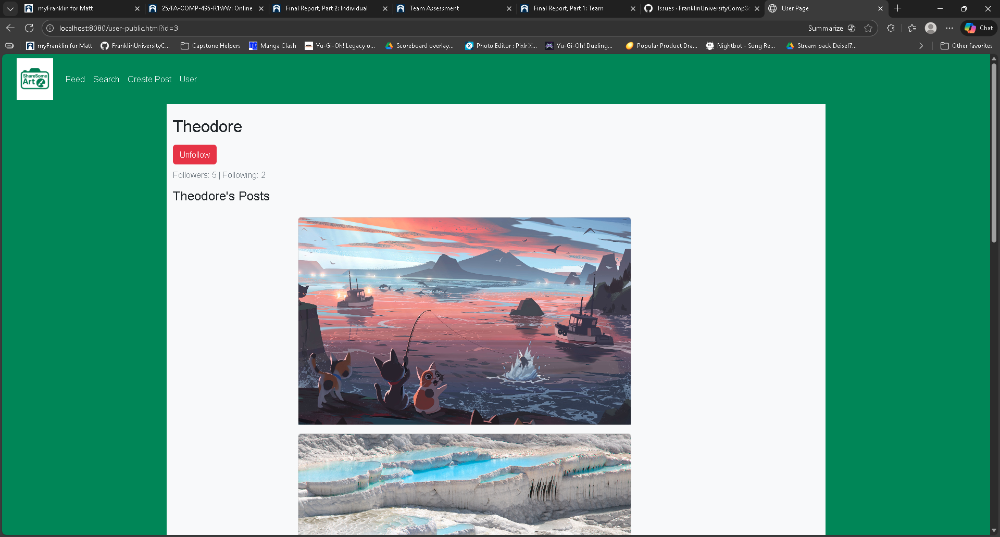 myFranklin for Matt
25/FA-COMP-495-R1WW: Online
Final Report, Part 2: Individual
Team Assessment
Final Report, Part 1: Team
Issues · FranklinUniversityCompSc
User Page
localhost:8080/user-public.html?id=3
Summarize
Chat
myFranklin for Matt
FranklinUniversityC...
Capstone Helpers
Manga Clash
Yu-Gi-Oh! Legacy o...
Scoreboard overlay...
Photo Editor : Pixlr X...
Yu-Gi-Oh! Dueling...
Popular Product Dra...
Nightbot - Song Re...
Stream pack Deisel7...
Other favorites
ShareSome
Art
Feed
Search
Create Post
User
Theodore
Unfollow
Followers: 5 | Following: 2
Theodore's Posts